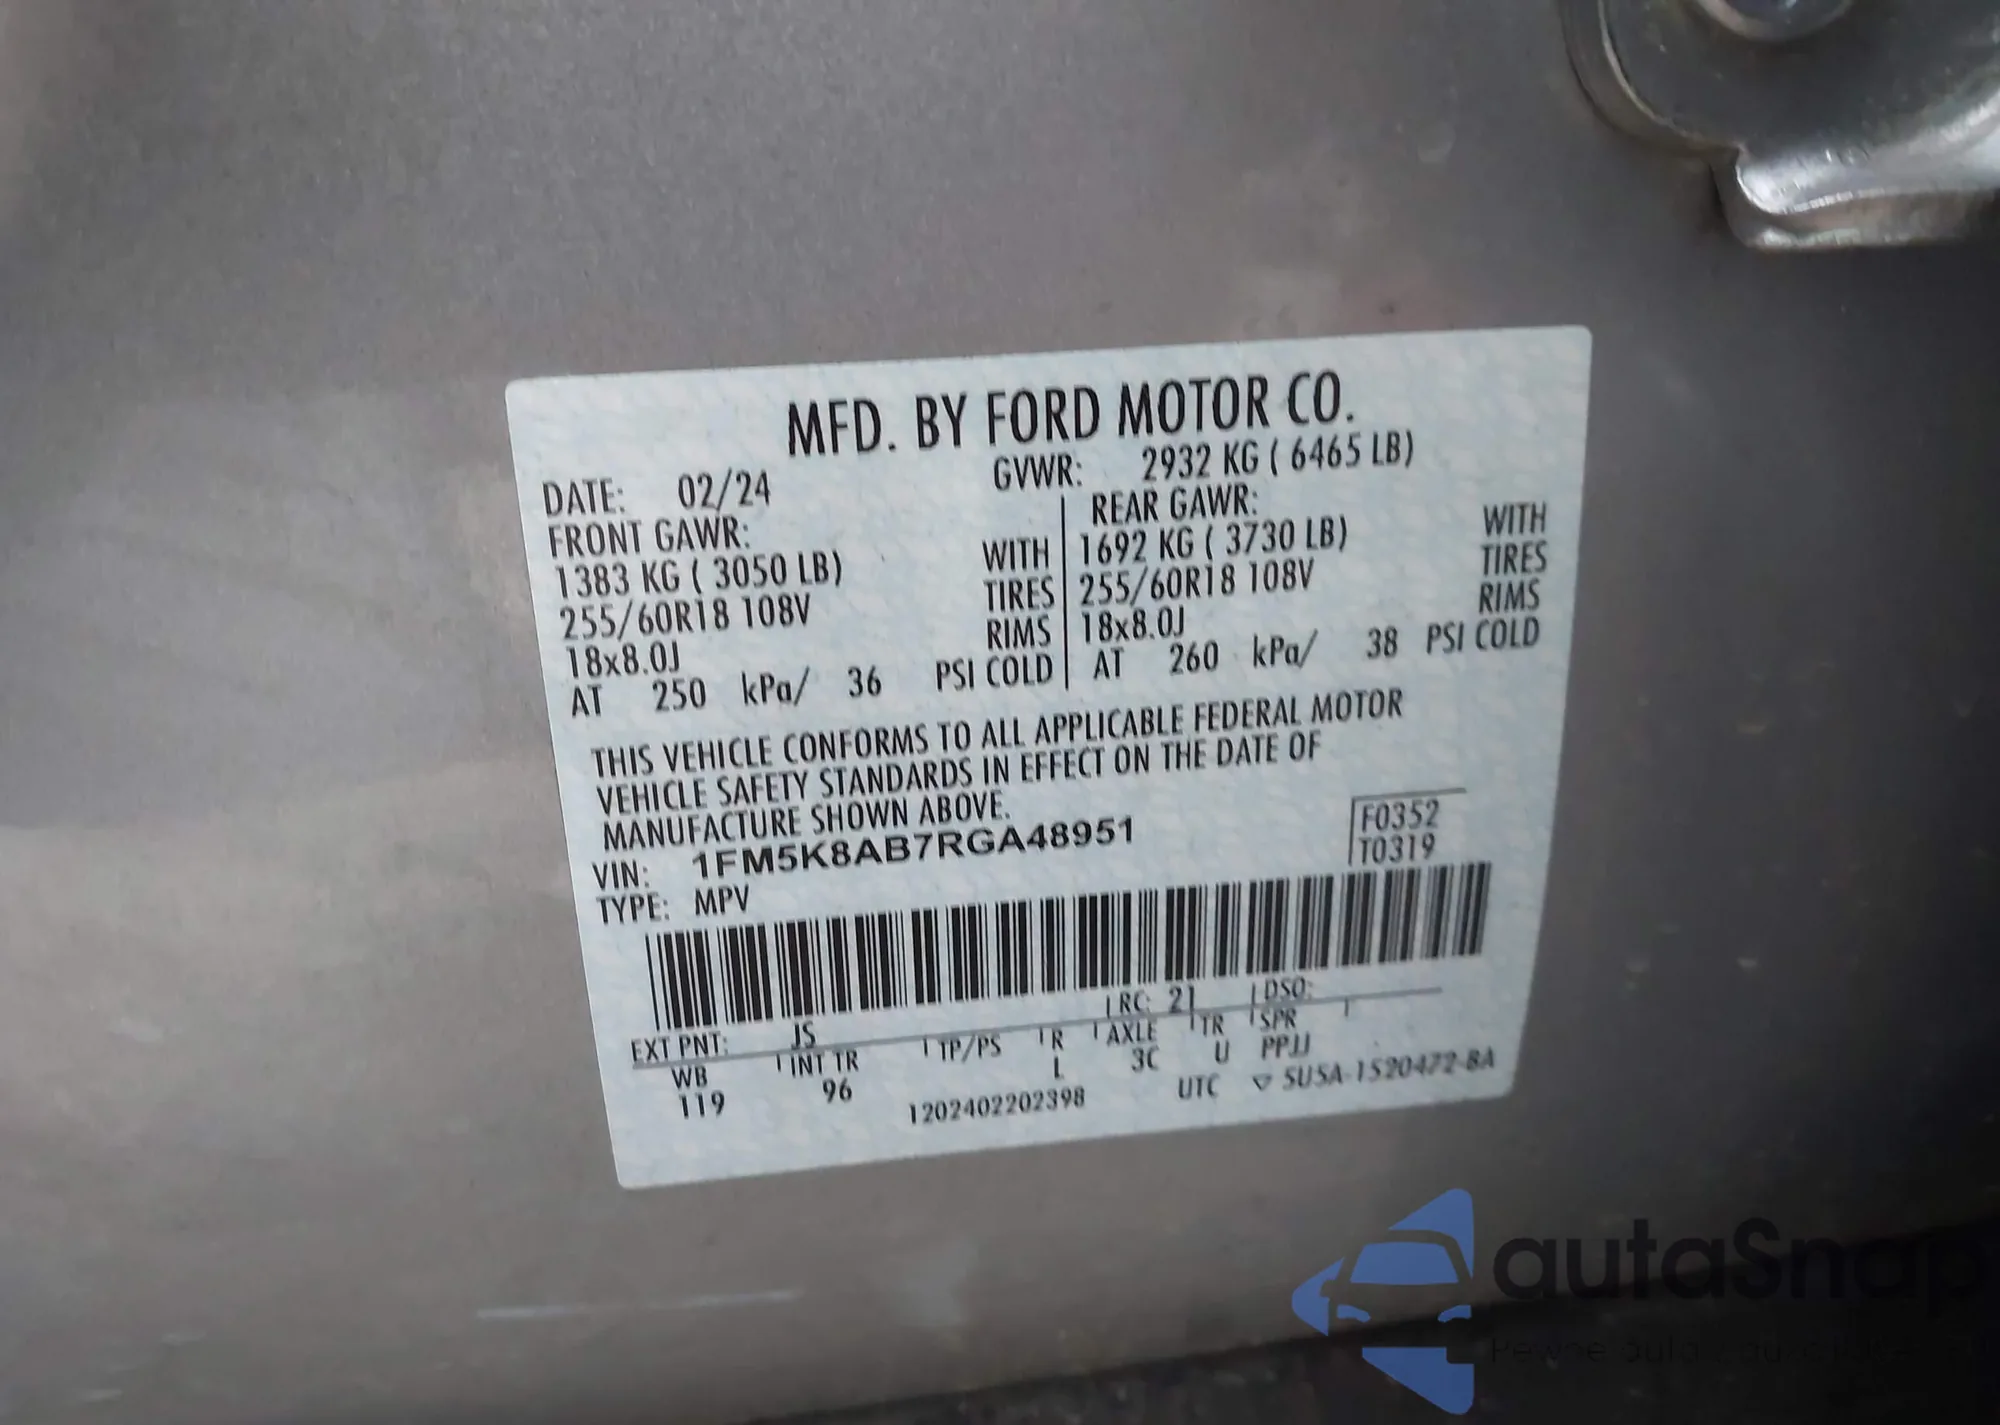 MFD. BY FORD MOTOR CO.
DATE: 02/24 GVWR: 2932 KG ( 6465 LB)
FRONT GAWR: REAR GAWR:
1383 KG ( 3050 LB) WITH 1692 KG ( 3730 LB) WITH
255/60R18 108V TIRES 255/60R18 108V TIRES
18x8.0J RIMS 18x8.0J RIMS
AT 250 kPa/ 36 PSI COLD AT 260 kPa/ 38 PSI COLD
THIS VEHICLE CONFORMS TO ALL APPLICABLE FEDERAL MOTOR
VEHICLE SAFETY STANDARDS IN EFFECT ON THE DATE OF
MANUFACTURE SHOWN ABOVE.
VIN: 1FM5K8AB7RGA48951 F0352
TYPE: MPV T0319
EXT PNT: JS RC: 21 DSO:
WB INT TR TP/PS R AXLE TR SPR
119 96 L 3C U PPJJ
1202402202398 UTC ▽ SU5A-1520472-BA
autaSnap